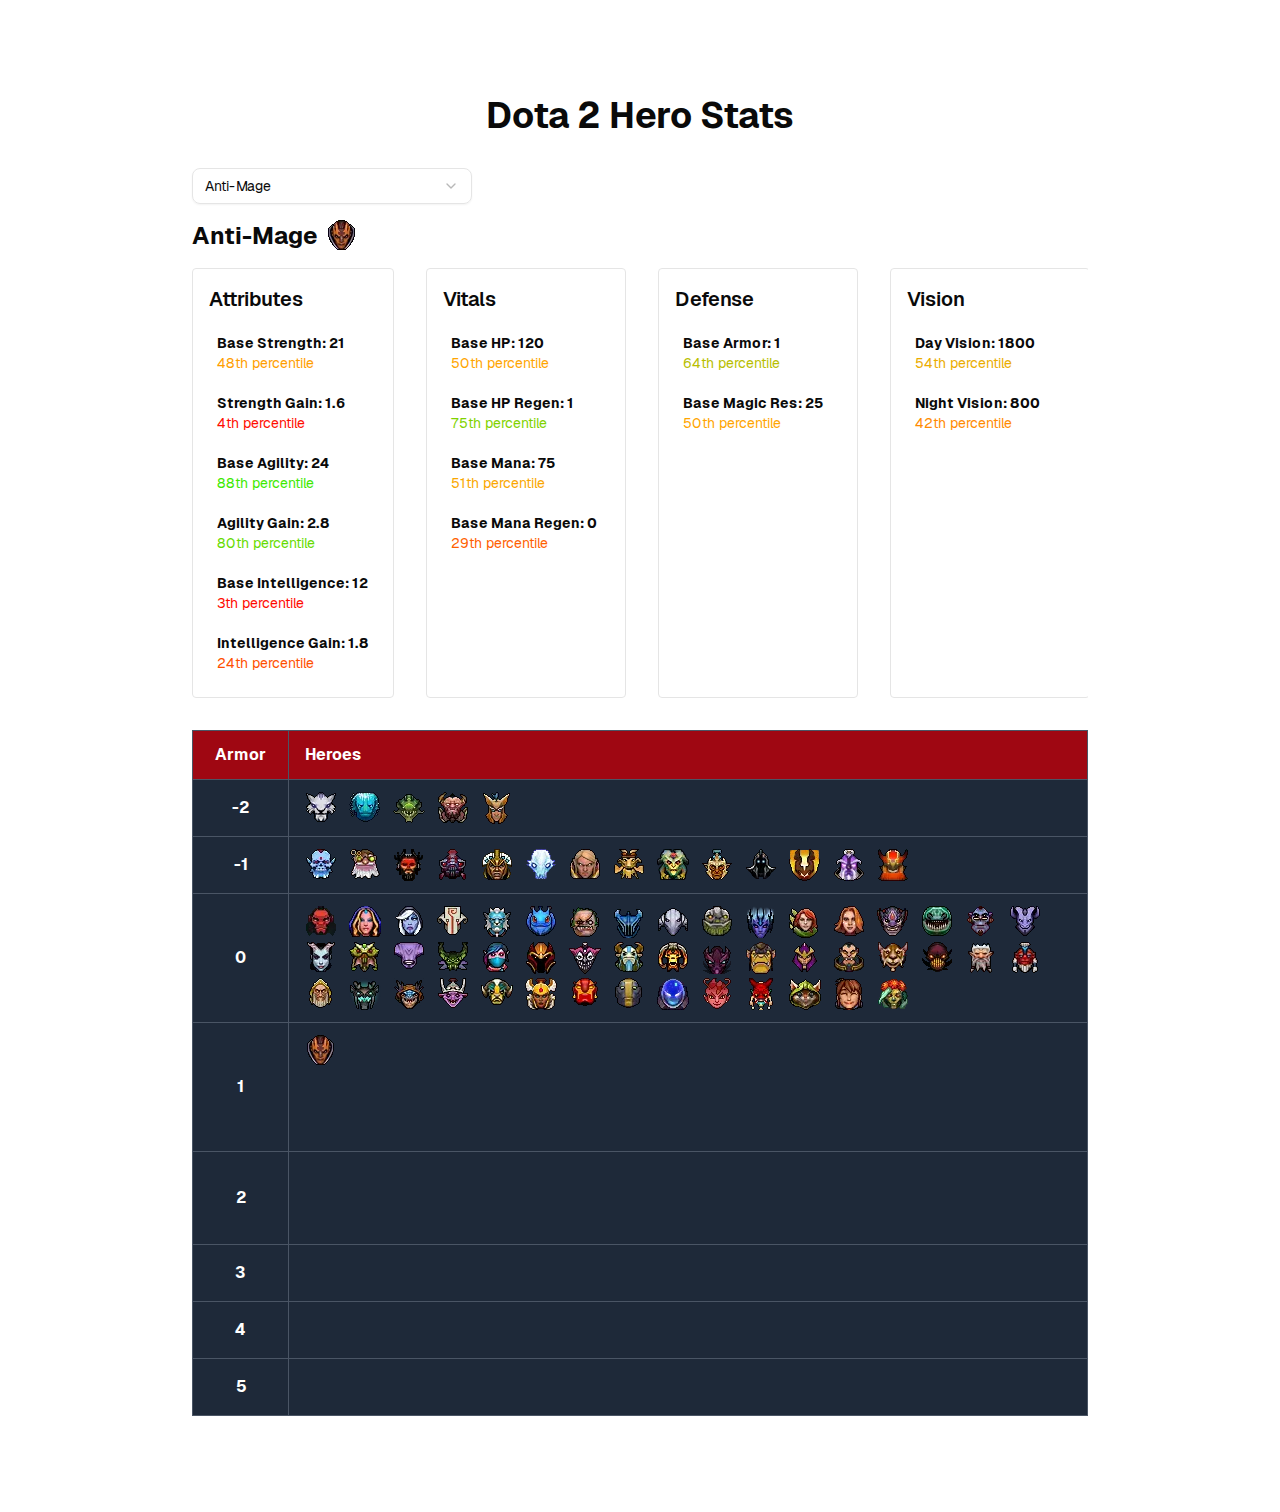 Dota 2 Hero Stats
Anti-Mage
Anti-Mage
Attributes
Base Strength: 21
48th percentile
Strength Gain: 1.6
4th percentile
Base Agility: 24
88th percentile
Agility Gain: 2.8
80th percentile
Base Intelligence: 12
3th percentile
Intelligence Gain: 1.8
24th percentile
Vitals
Base HP: 120
50th percentile
Base HP Regen: 1
75th percentile
Base Mana: 75
51th percentile
Base Mana Regen: 0
29th percentile
Defense
Base Armor: 1
64th percentile
Base Magic Res: 25
50th percentile
Vision
Day Vision: 1800
54th percentile
Night Vision: 800
42th percentile
Armor Heroes
-2
-1
0
1
2
3
4
5